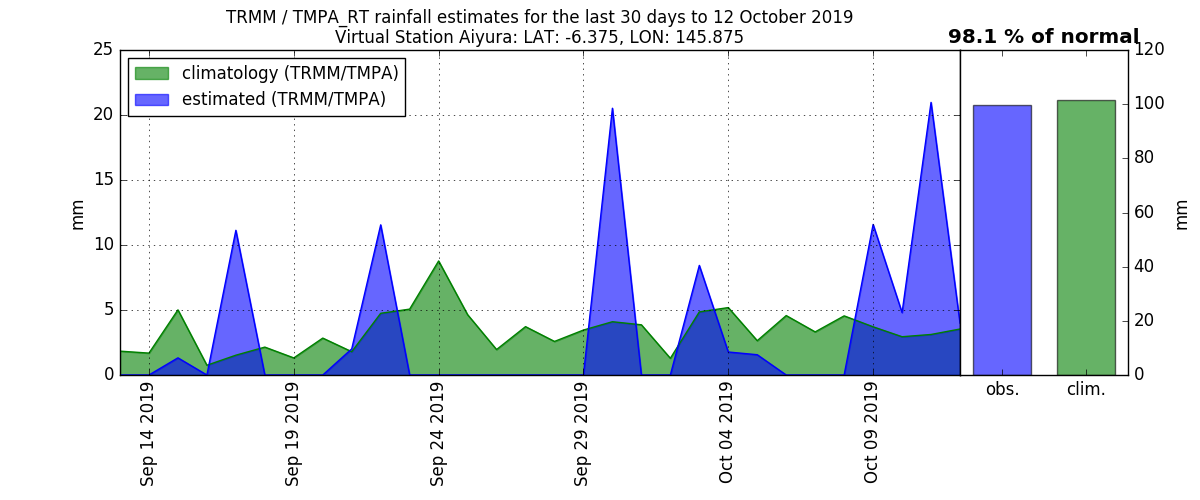 TRMM / TMPA_RT rainfall estimates for the last 30 days to 12 October 2019
Virtual Station Aiyura: LAT: -6.375, LON: 145.875
98.1 % of normal
climatology (TRMM/TMPA)
estimated (TRMM/TMPA)
25
20
15
10
5
0
mm
120
100
80
60
40
20
0
mm
Sep 14 2019
Sep 19 2019
Sep 24 2019
Sep 29 2019
Oct 04 2019
Oct 09 2019
obs.
clim.